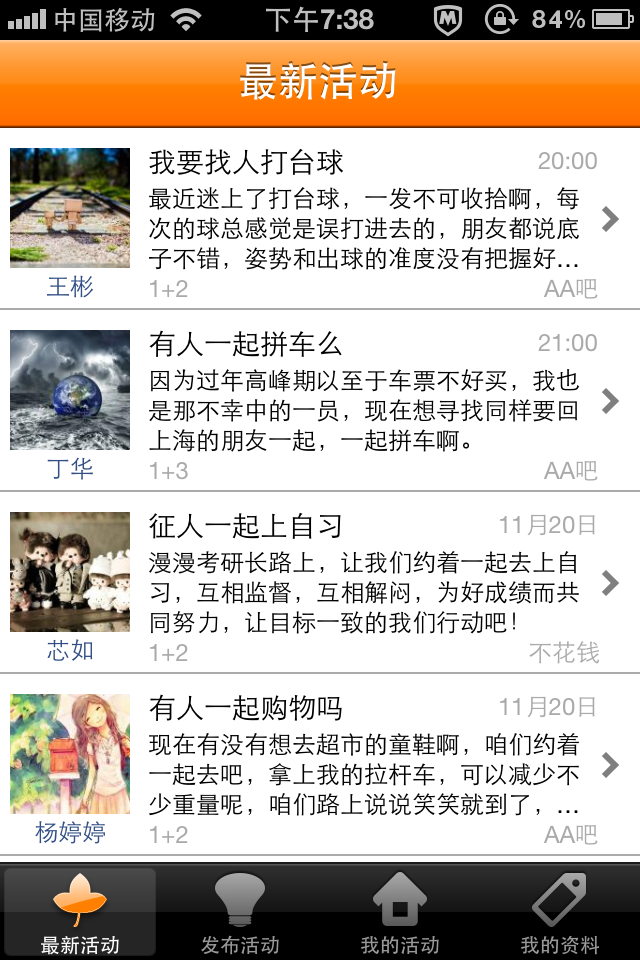 中国移动 下午7:38 84%
最新活动
我要找人打台球 20:00
最近迷上了打台球，一发不可收拾啊，每
次的球总感觉是误打进去的，朋友都说底
子不错，姿势和出球的准度没有把握好...
王彬 1+2 AA吧
有人一起拼车么 21:00
因为过年高峰期以至于车票不好买，我也
是那不幸中的一员，现在想寻找同样要回
上海的朋友一起，一起拼车啊。
丁华 1+3 AA吧
征人一起上自习 11月20日
漫漫考研长路上，让我们约着一起去上自
习，互相监督，互相解闷，为好成绩而共
同努力，让目标一致的我们行动吧！
芯如 1+2 不花钱
有人一起购物吗 11月20日
现在有没有想去超市的童鞋啊，咱们约着
一起去吧，拿上我的拉杆车，可以减少不
少重量呢，咱们路上说说笑笑就到了，...
杨婷婷 1+2 AA吧
最新活动 发布活动 我的活动 我的资料